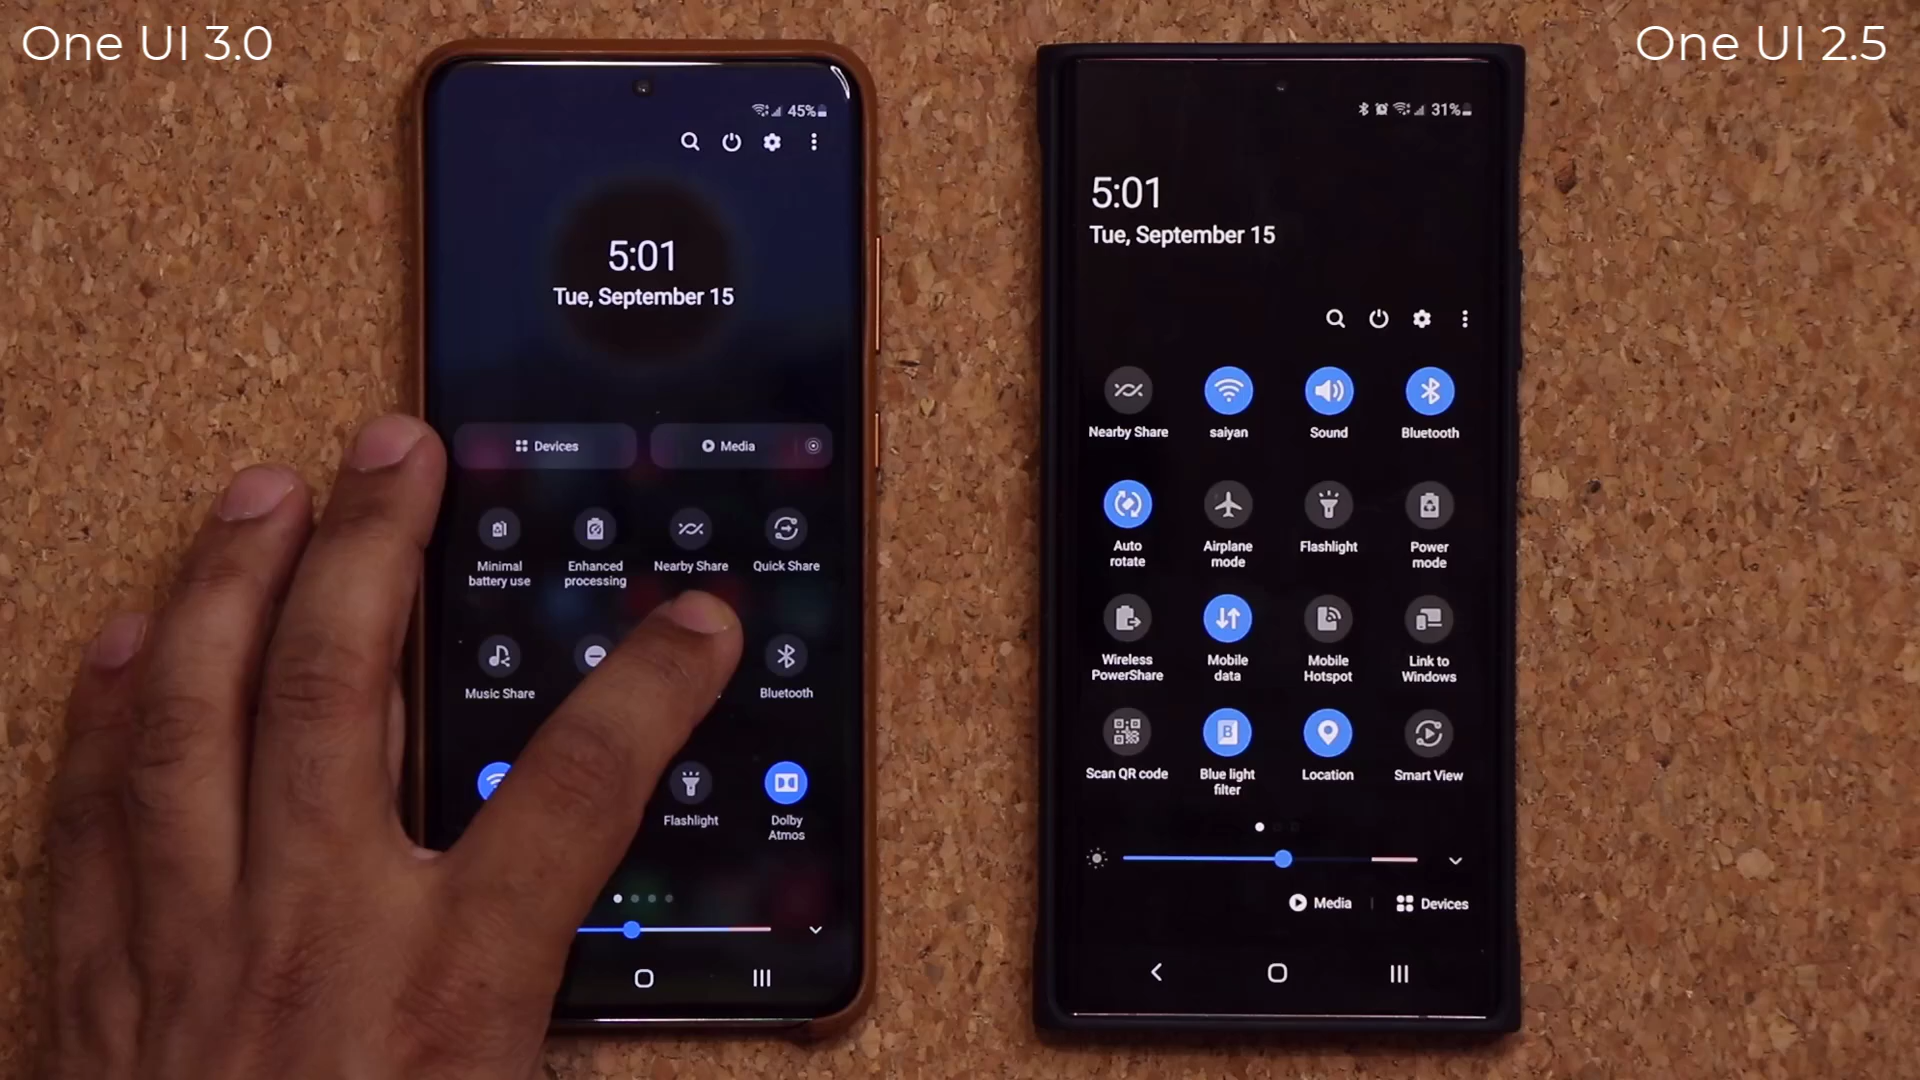 One UI 3.0
One UI 2.5
45%
5:01
Tue, September 15
Devices
Media
Minimal
battery use
Enhanced
processing
Nearby Share
Quick Share
Music Share
Bluetooth
Flashlight
Dolby
Atmos
31%
5:01
Tue, September 15
Nearby Share
saiyan
Sound
Bluetooth
Auto
rotate
Airplane
mode
Flashlight
Power
mode
Wireless
PowerShare
Mobile
data
Mobile
Hotspot
Link to
Windows
Scan QR code
B
Blue light
filter
Location
Smart View
Media
Devices